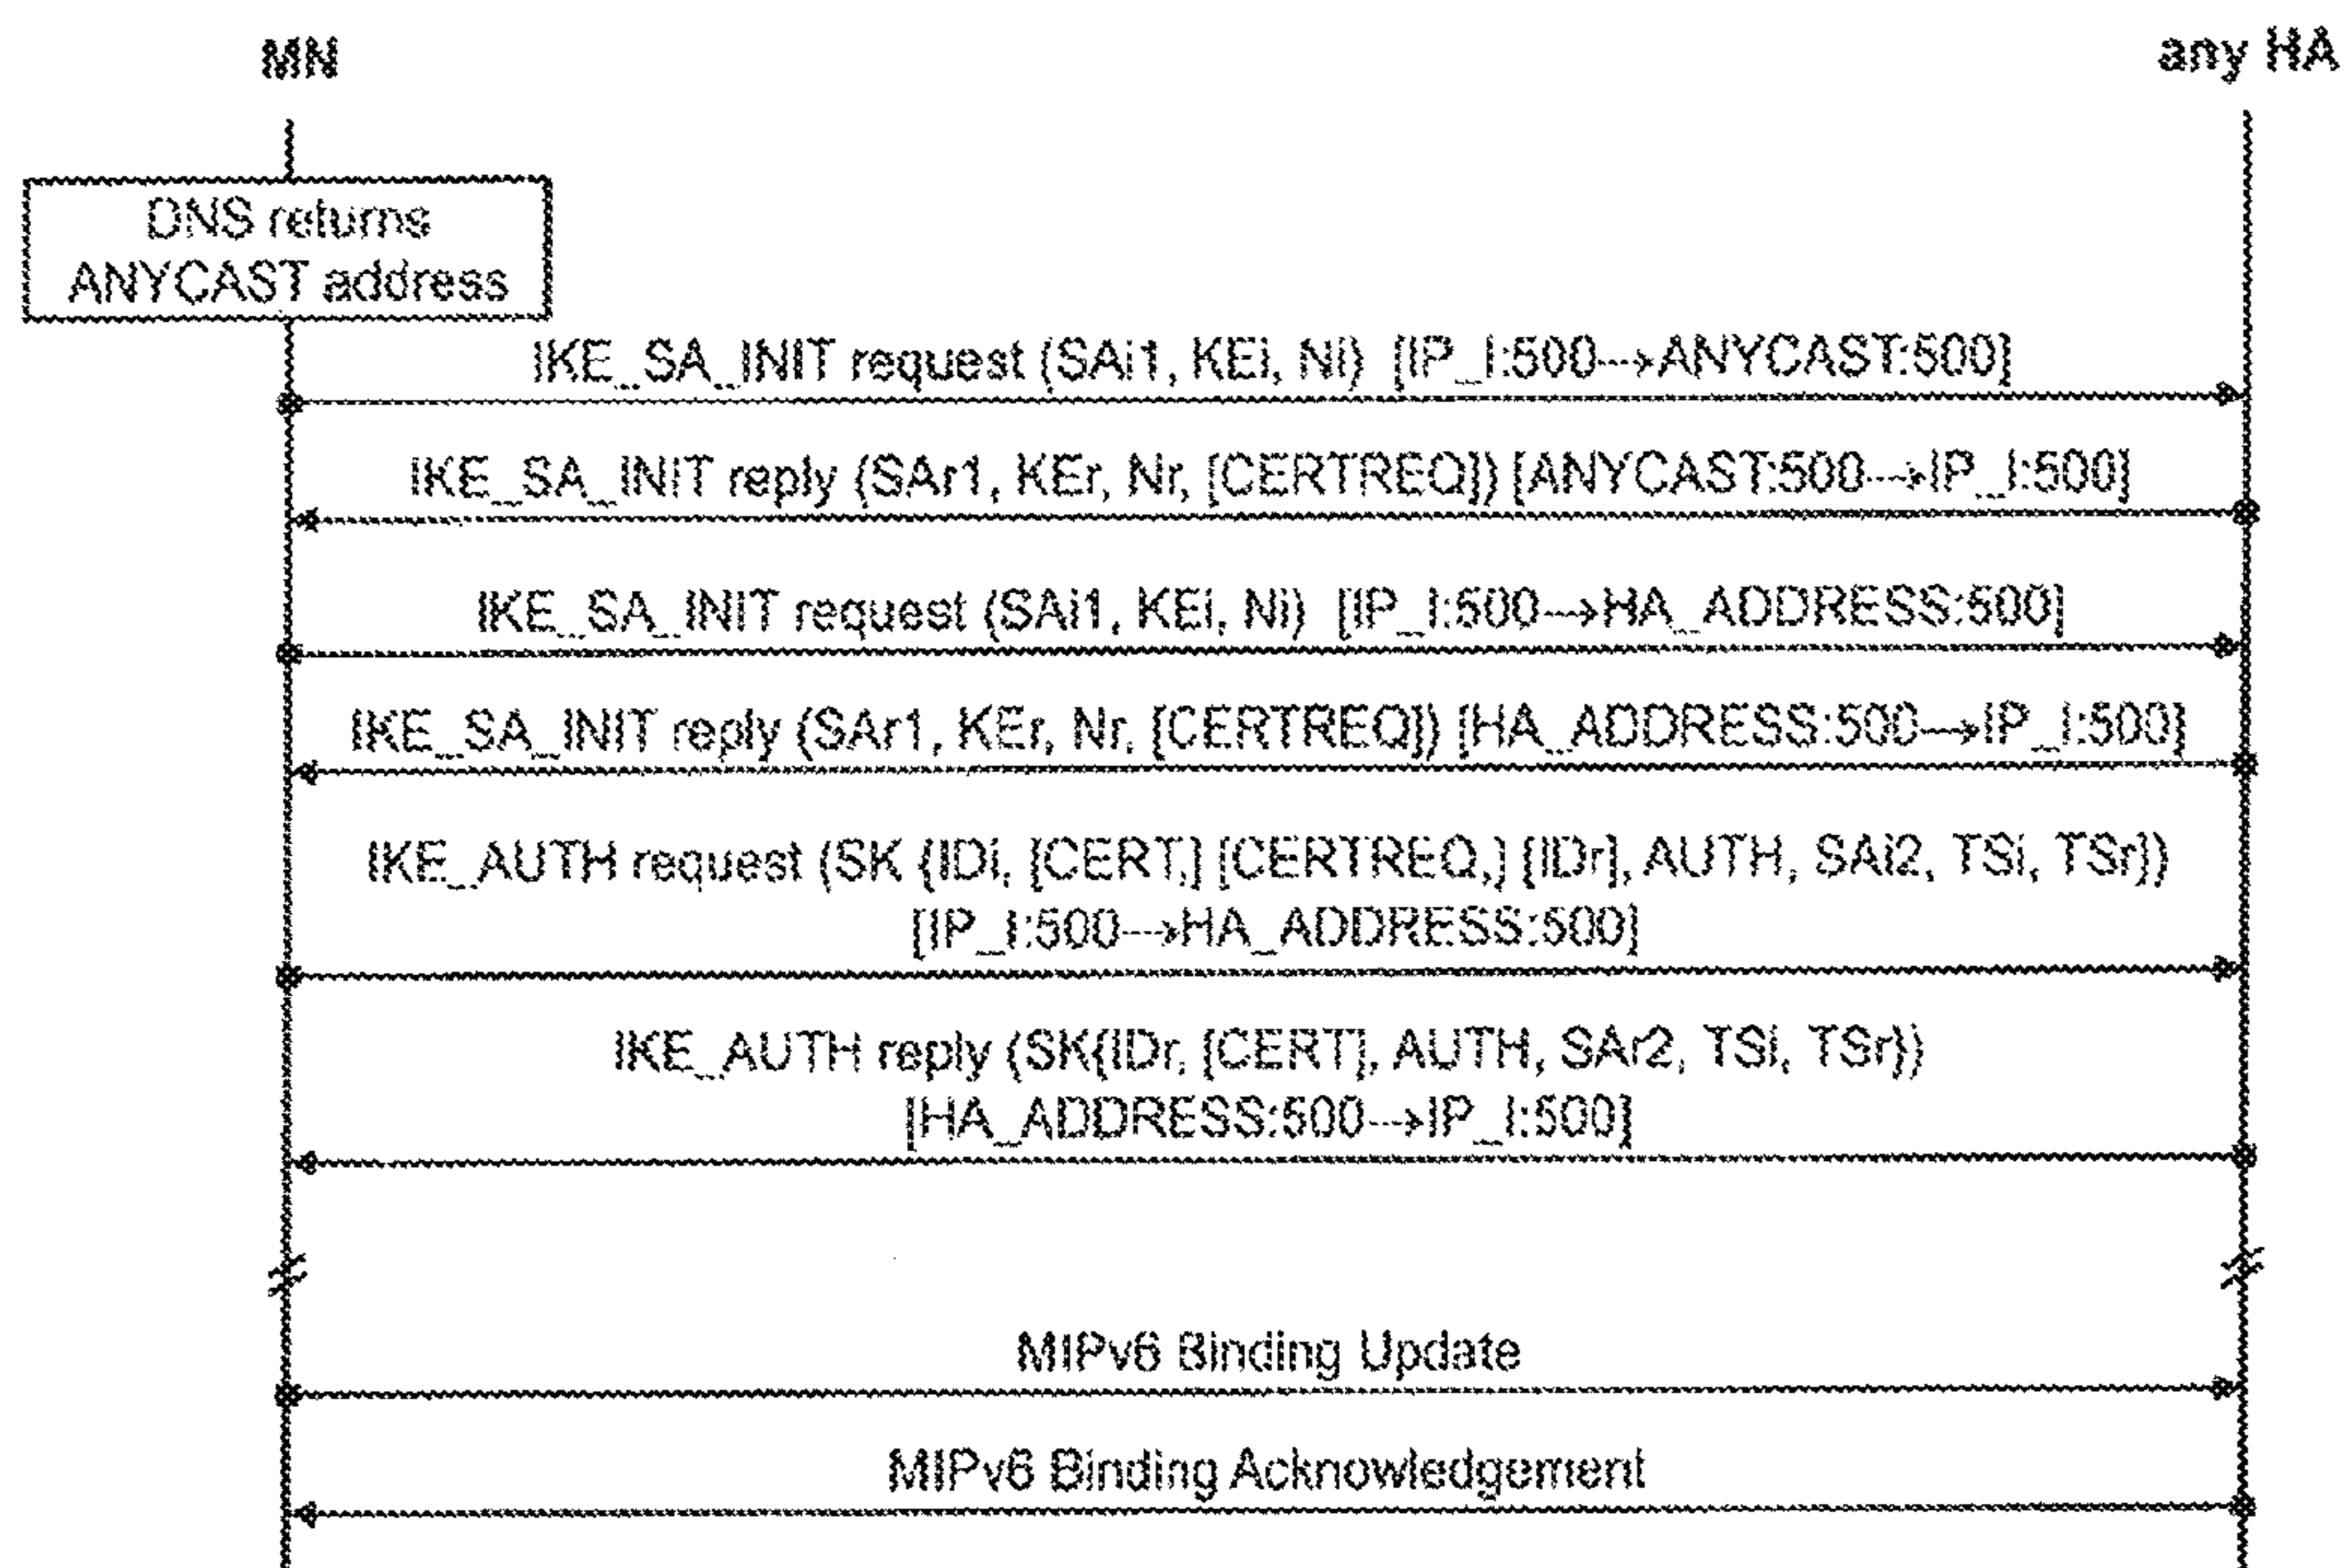 MN
any HA
DNS returns
ANYCAST address
IKE_SA_INIT request (SAi1, KEi, Ni) [IP_I:500--→ANYCAST:500]
IKE_SA_INIT reply (SAr1, KEr, Nr, [CERTREQ]) [ANYCAST:500--→IP_I:500]
IKE_SA_INIT request (SAi1, KEi, Ni) [IP_I:500--→HA_ADDRESS:500]
IKE_SA_INIT reply (SAr1, KEr, Nr, [CERTREQ]) [HA_ADDRESS:500--→IP_I:500]
IKE_AUTH request (SK {IDi, [CERT,] [CERTREQ,] [IDr], AUTH, SAi2, TSi, TSr})
[IP_I:500--→HA_ADDRESS:500]
IKE_AUTH reply (SK{IDr, [CERT], AUTH, SAr2, TSi, TSr})
[HA_ADDRESS:500--→IP_I:500]
MIPv6 Binding Update
MIPv6 Binding Acknowledgement